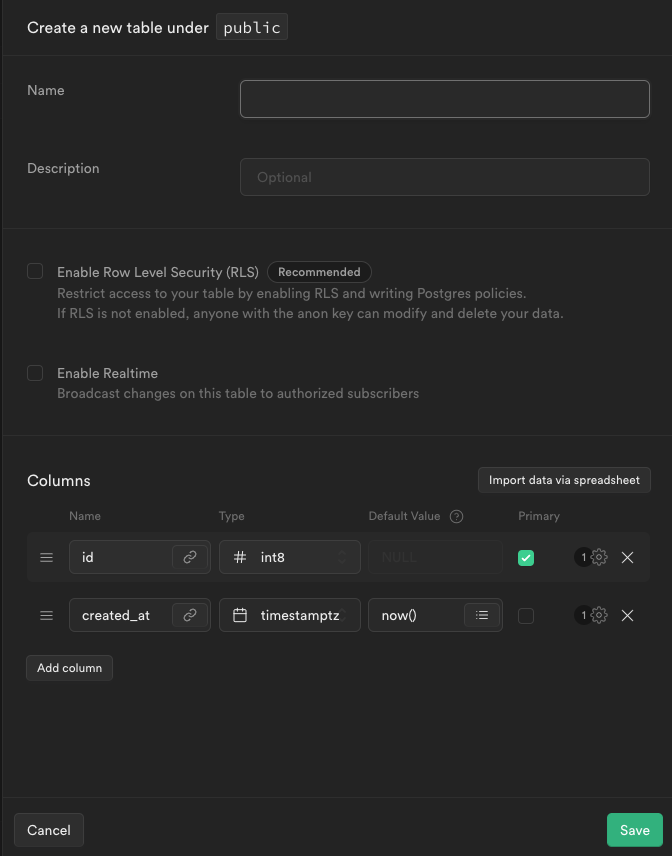 Create a new table under public
Name
Description
Optional
Enable Row Level Security (RLS) Recommended
Restrict access to your table by enabling RLS and writing Postgres policies.
If RLS is not enabled, anyone with the anon key can modify and delete your data.
Enable Realtime
Broadcast changes on this table to authorized subscribers
Columns
Import data via spreadsheet
Name Type Default Value ? Primary
id # int8 NULL 1
created_at timestamptz now() 1
Add column
Cancel Save